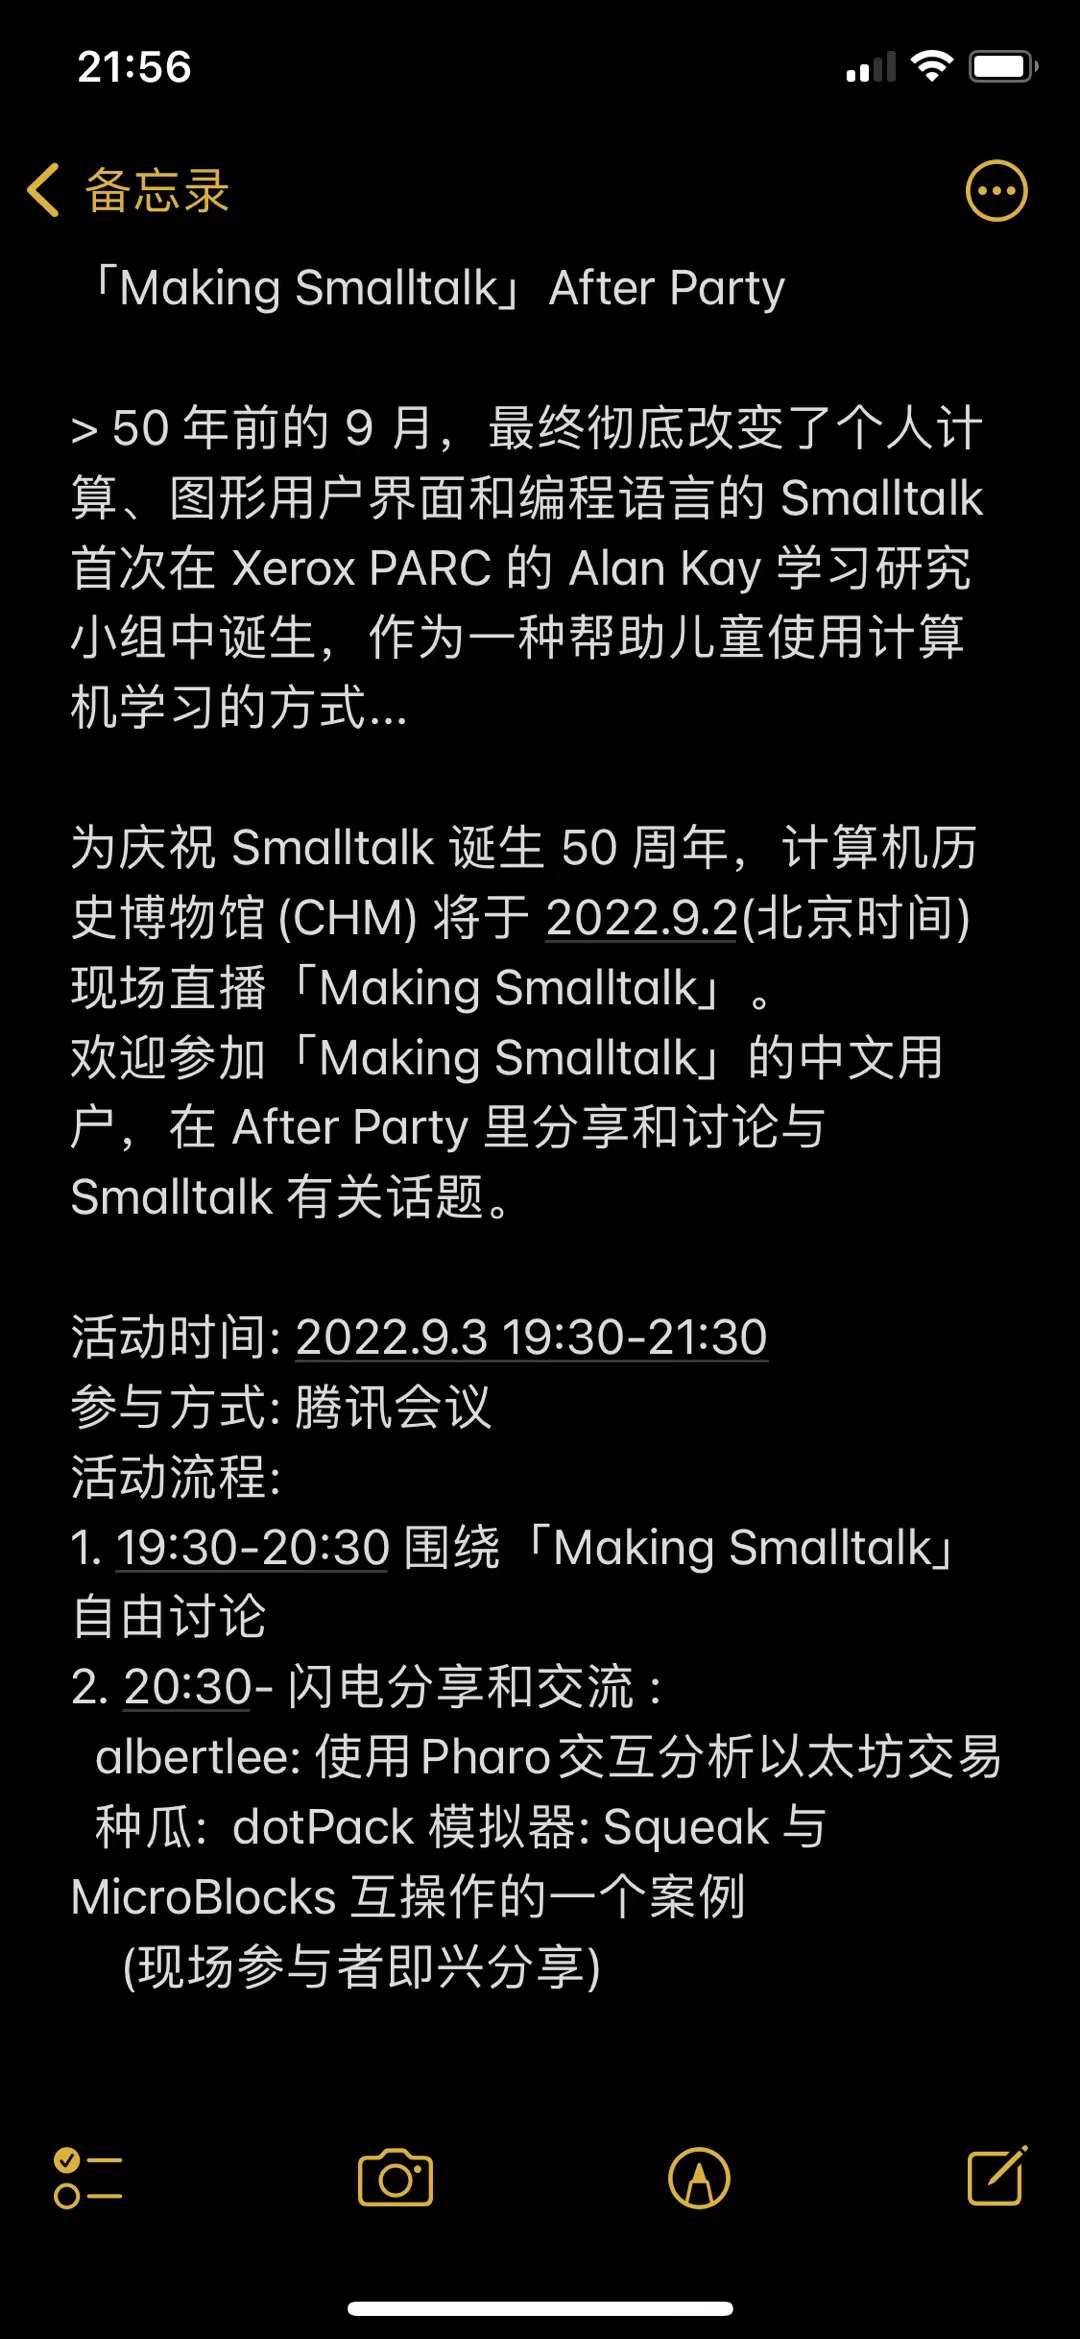 21:56
备忘录
「Making Smalltalk」After Party
> 50 年前的 9 月，最终彻底改变了个人计
算、图形用户界面和编程语言的 Smalltalk
首次在 Xerox PARC 的 Alan Kay 学习研究
小组中诞生，作为一种帮助儿童使用计算
机学习的方式...
为庆祝 Smalltalk 诞生 50 周年，计算机历
史博物馆 (CHM) 将于 2022.9.2(北京时间)
现场直播「Making Smalltalk」。
欢迎参加「Making Smalltalk」的中文用
户，在 After Party 里分享和讨论与
Smalltalk 有关话题。
活动时间: 2022.9.3 19:30-21:30
参与方式: 腾讯会议
活动流程:
1. 19:30-20:30 围绕「Making Smalltalk」
自由讨论
2. 20:30- 闪电分享和交流 :
albertlee: 使用Pharo交互分析以太坊交易
种瓜：dotPack 模拟器: Squeak 与
MicroBlocks 互操作的一个案例
(现场参与者即兴分享)